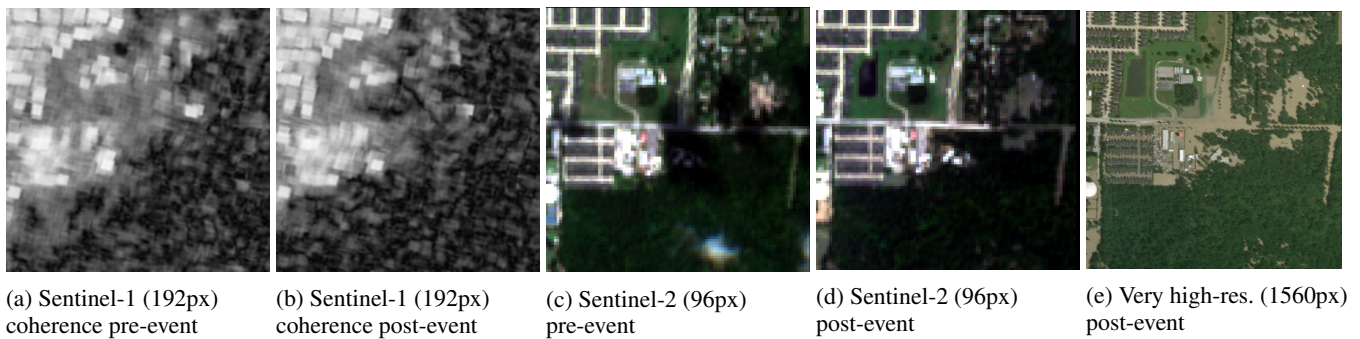 (a) Sentinel-1 (192px)
coherence pre-event
(b) Sentinel-1 (192px)
coherence post-event
(c) Sentinel-2 (96px)
pre-event
(d) Sentinel-2 (96px)
post-event
(e) Very high-res. (1560px)
post-event